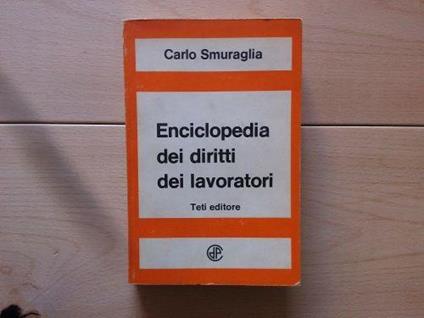 Carlo Smuraglia
Enciclopedia
dei diritti
dei lavoratori
Teti editore